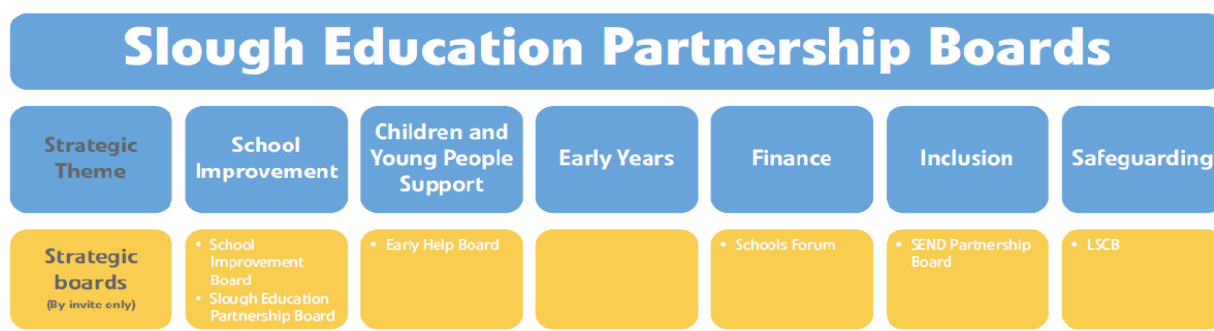 Slough Education Partnership Boards
Strategic
Theme
School
Improvement
Children and
Young People
Support
Early Years
Finance
Inclusion
Safeguarding
Strategic
boards
(By invite only)
• School
Improvement
Board
• Slough Education
Partnership Board
• Early Help Board
• Schools Forum
• SEND Partnership
Board
• LSCB